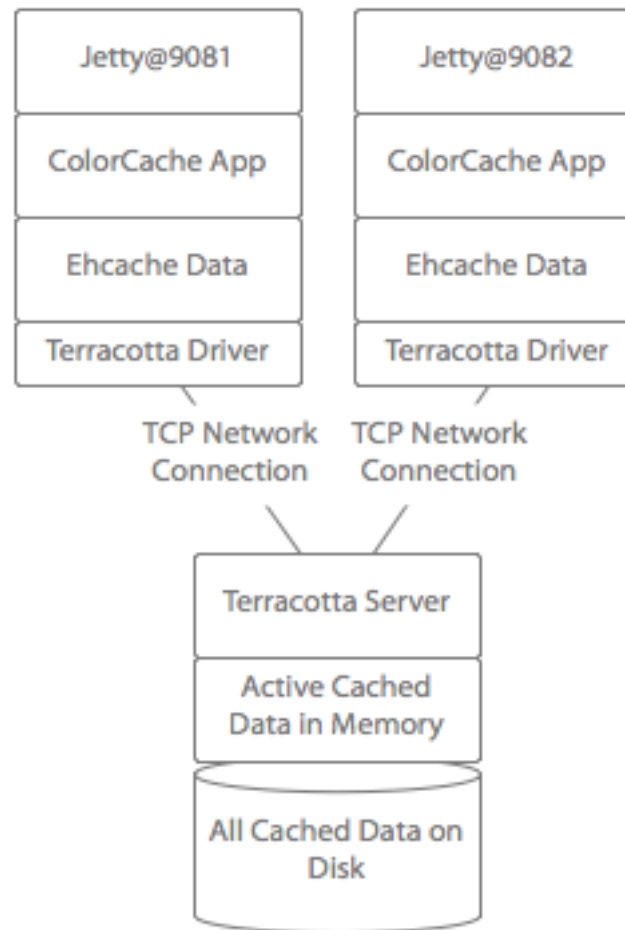 Jetty@9081
ColorCache App
Ehcache Data
Terracotta Driver
Jetty@9082
ColorCache App
Ehcache Data
Terracotta Driver
TCP Network
Connection
TCP Network
Connection
Terracotta Server
Active Cached
Data in Memory
All Cached Data on
Disk